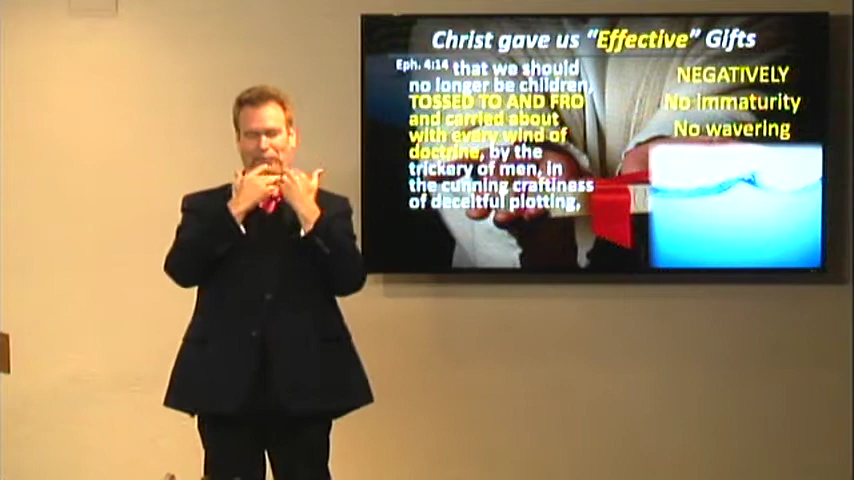 Christ gave us "Effective" Gifts
Eph. 4:14 that we should
no longer be children,
TOSSED TO AND FRO
and carried about
with every wind of
doctrine, by the
trickery of men, in
the cunning craftiness
of deceitful plotting,
NEGATIVELY
No immaturity
No wavering